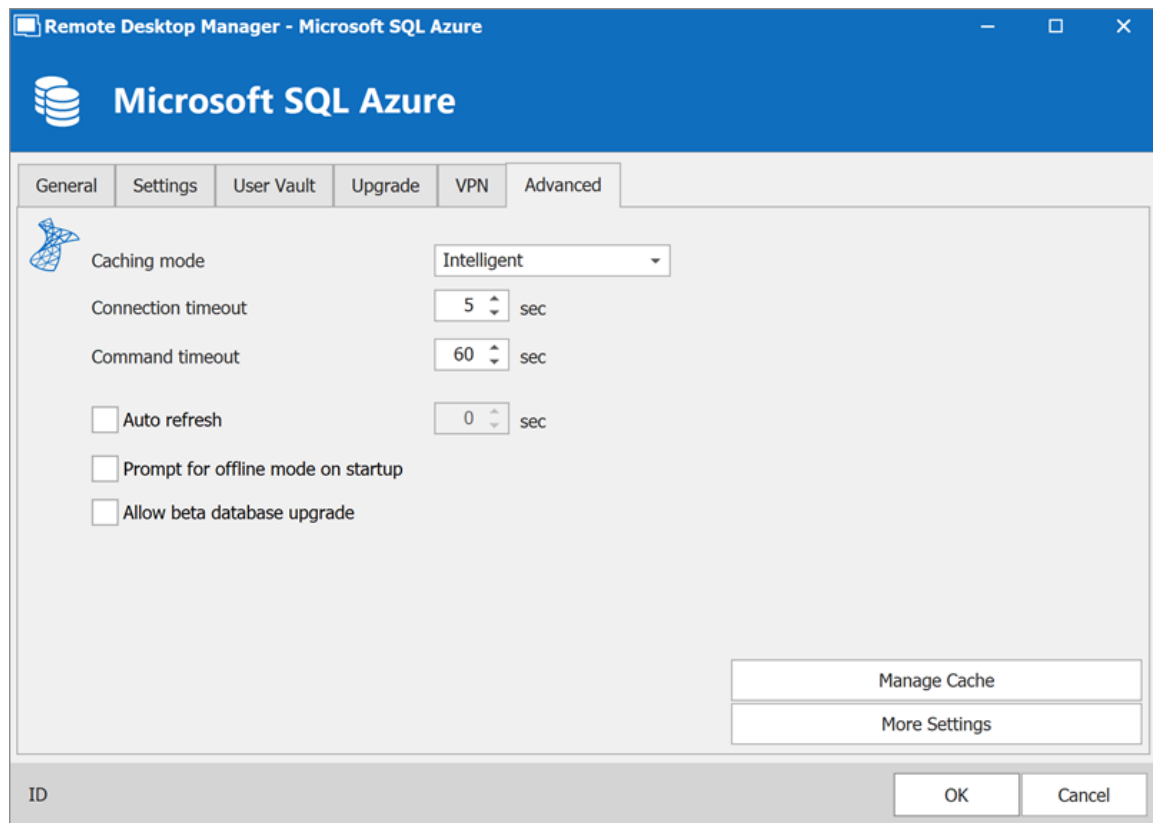 Remote Desktop Manager - Microsoft SQL Azure
Microsoft SQL Azure
General Settings User Vault Upgrade VPN Advanced
Caching mode Intelligent
Connection timeout 5 sec
Command timeout 60 sec
Auto refresh 0 sec
Prompt for offline mode on startup
Allow beta database upgrade
Manage Cache
More Settings
ID OK Cancel